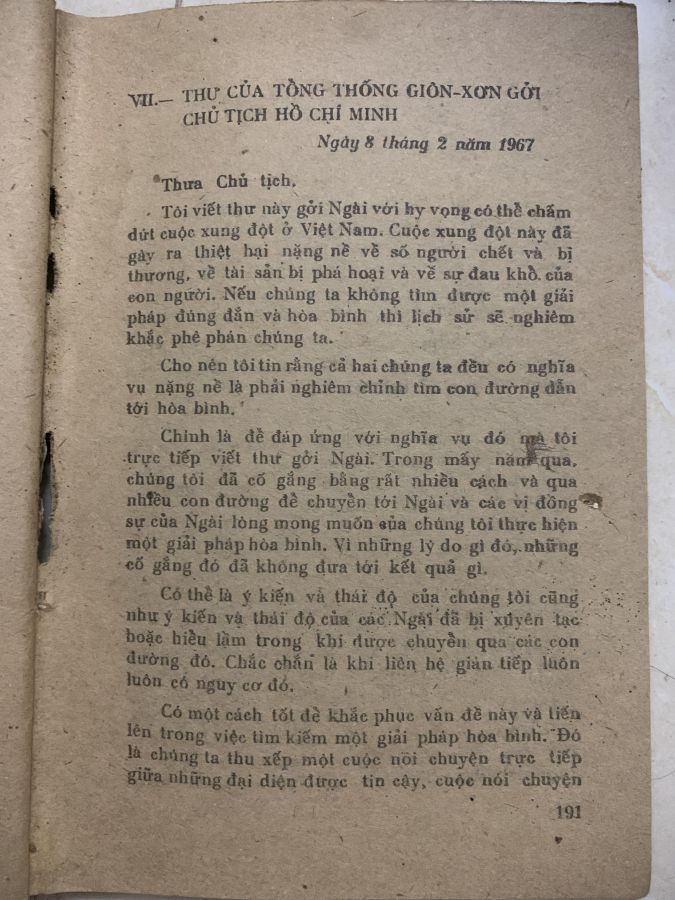 VII.— THƯ CỦA TỔNG THỐNG GIÔN-XƠN GỞI
CHỦ TỊCH HỒ CHÍ MINH
Ngày 8 tháng 2 năm 1967
Thưa Chủ tịch,
Tôi viết thư này gởi Ngài với hy vọng có thể chấm
dứt cuộc xung đột ở Việt Nam. Cuộc xung đột này đã
gây ra thiệt hại nặng nề về số người chết và bị
thương, về tài sản bị phá hoại và về sự đau khổ của
con người. Nếu chúng ta không tìm được một giải
pháp đúng đắn và hòa bình thì lịch sử sẽ nghiêm
khắc phê phán chúng ta.
Cho nên tôi tin rằng cả hai chúng ta đều có nghĩa
vụ nặng nề là phải nghiêm chỉnh tìm con đường dẫn
tới hòa bình.
Chính là để đáp ứng với nghĩa vụ đó mà tôi
trực tiếp viết thư gởi Ngài. Trong mấy năm qua,
chúng tôi đã cố gắng bằng rất nhiều cách và qua
nhiều con đường để chuyển tới Ngài và các vị đồng
sự của Ngài lòng mong muốn của chúng tôi thực hiện
một giải pháp hòa bình. Vì những lý do gì đó, những
cố gắng đó đã không đưa tới kết quả gì.
Có thể là ý kiến và thái độ của chúng tôi cũng
như ý kiến và thái độ của các Ngài đã bị xuyên tạc
hoặc hiểu lầm trong khi được chuyển qua các con
đường đó. Chắc chắn là khi liên hệ gián tiếp luôn
luôn có nguy cơ đó.
Có một cách tốt để khắc phục vấn đề này và tiến
lên trong việc tìm kiếm một giải pháp hòa bình. Đó
là chúng ta thu xếp một cuộc nói chuyện trực tiếp
giữa những đại diện được tin cậy, cuộc nói chuyện
191